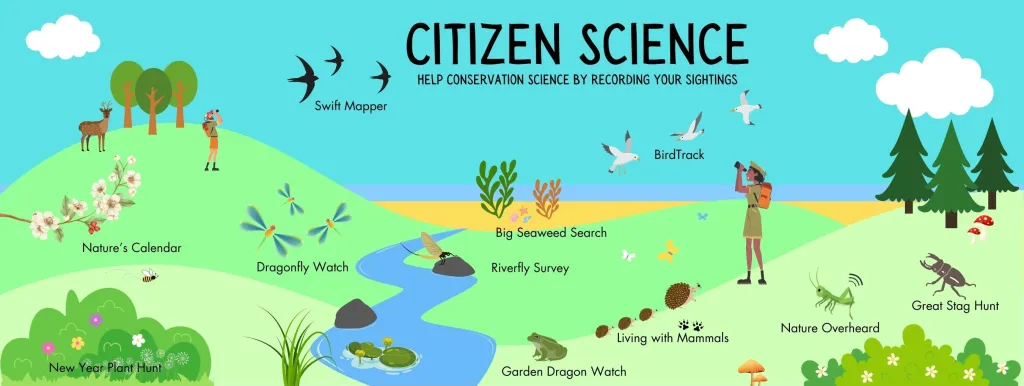 CITIZEN SCIENCE
HELP CONSERVATION SCIENCE BY RECORDING YOUR SIGHTINGS
Swift Mapper
BirdTrack
Nature's Calendar
Big Seaweed Search
Dragonfly Watch
Riverfly Survey
Great Stag Hunt
Nature Overheard
Living with Mammals
New Year Plant Hunt
Garden Dragon Watch